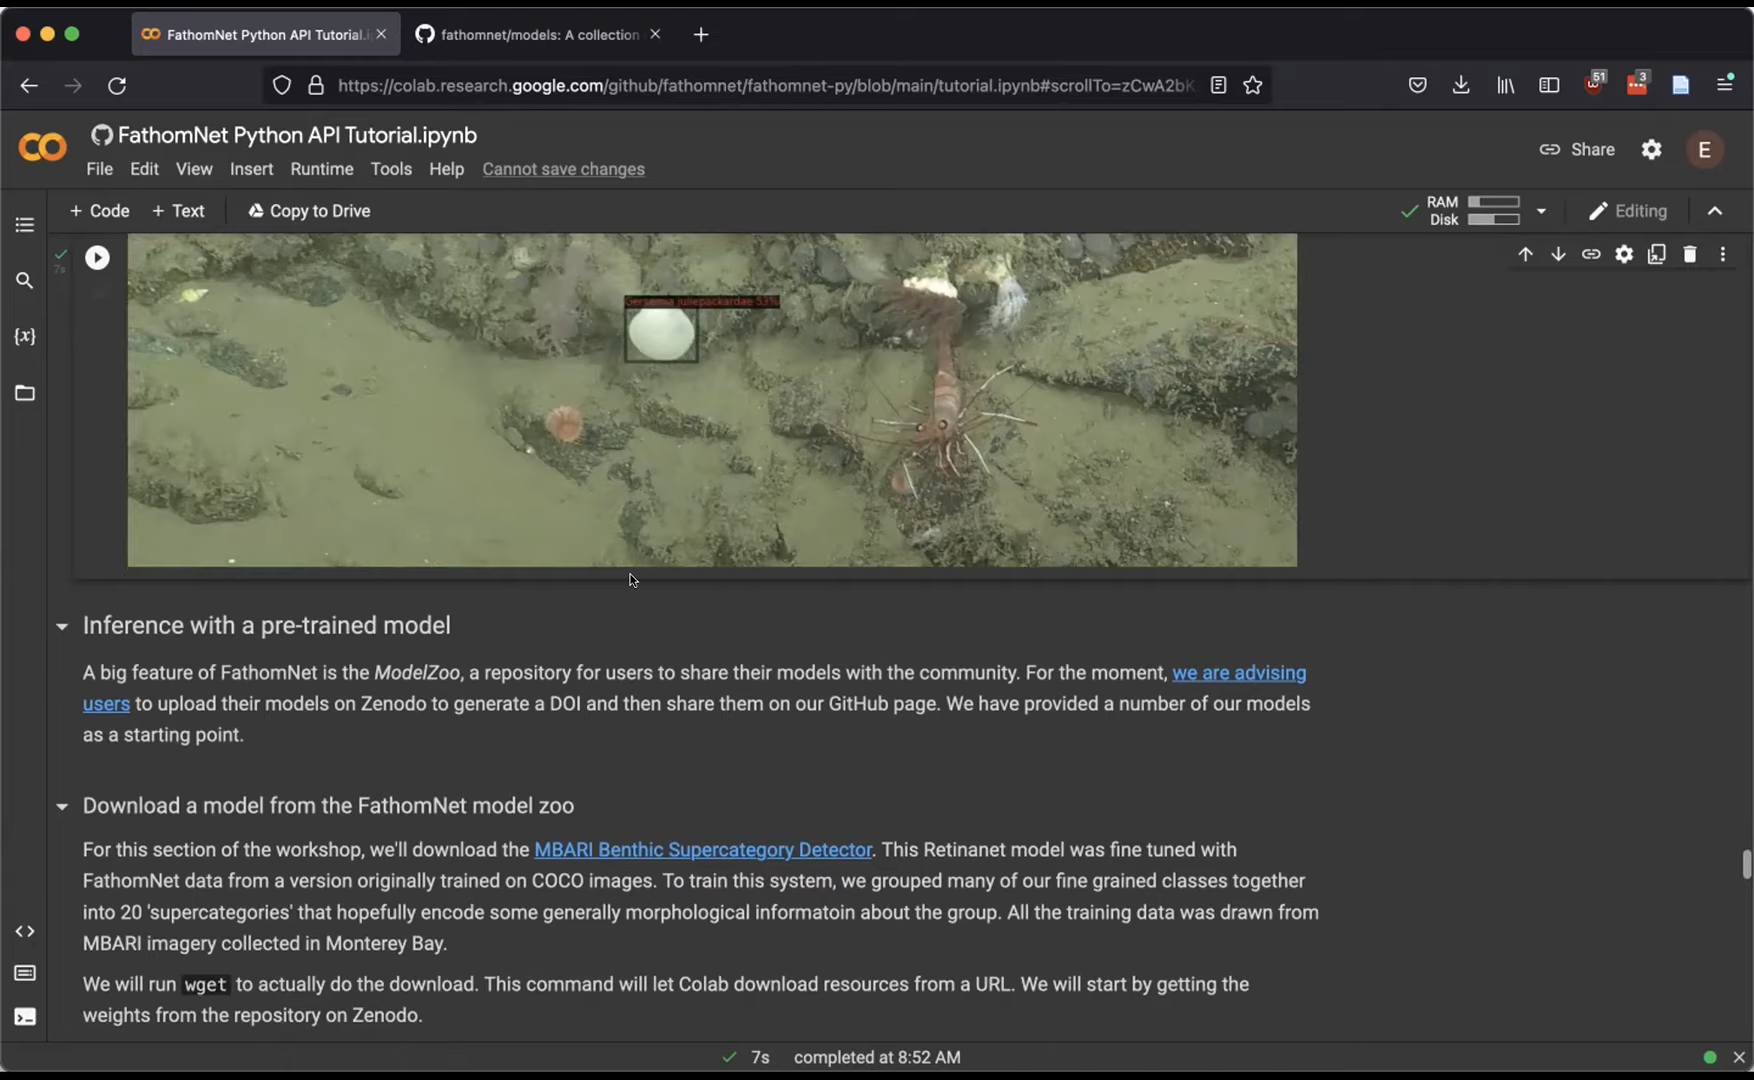 FathomNet Python API Tutorial.i
fathomnet/models: A collection
https://colab.research.google.com/github/fathomnet/fathomnet-py/blob/main/tutorial.ipynb#scrollTo=zCwA2bK
51
3
FathomNet Python API Tutorial.ipynb
Share
E
File Edit View Insert Runtime Tools Help Cannot save changes
+ Code + Text Copy to Drive
RAM
Disk
Editing
{x}
7s
Gersemia juliepackardae 53%
Inference with a pre-trained model
A big feature of FathomNet is the ModelZoo, a repository for users to share their models with the community. For the moment, we are advising
users to upload their models on Zenodo to generate a DOI and then share them on our GitHub page. We have provided a number of our models
as a starting point.
Download a model from the FathomNet model zoo
For this section of the workshop, we'll download the MBARI Benthic Supercategory Detector. This Retinanet model was fine tuned with
FathomNet data from a version originally trained on COCO images. To train this system, we grouped many of our fine grained classes together
into 20 'supercategories' that hopefully encode some generally morphological informatoin about the group. All the training data was drawn from
MBARI imagery collected in Monterey Bay.
We will run wget to actually do the download. This command will let Colab download resources from a URL. We will start by getting the
weights from the repository on Zenodo.
7s completed at 8:52 AM